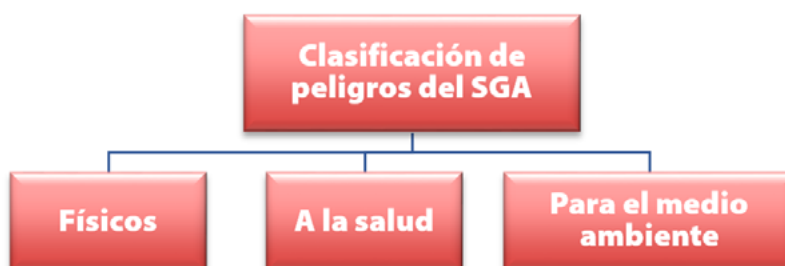 Clasificación de
peligros del SGA
Físicos
A la salud
Para el medio
ambiente